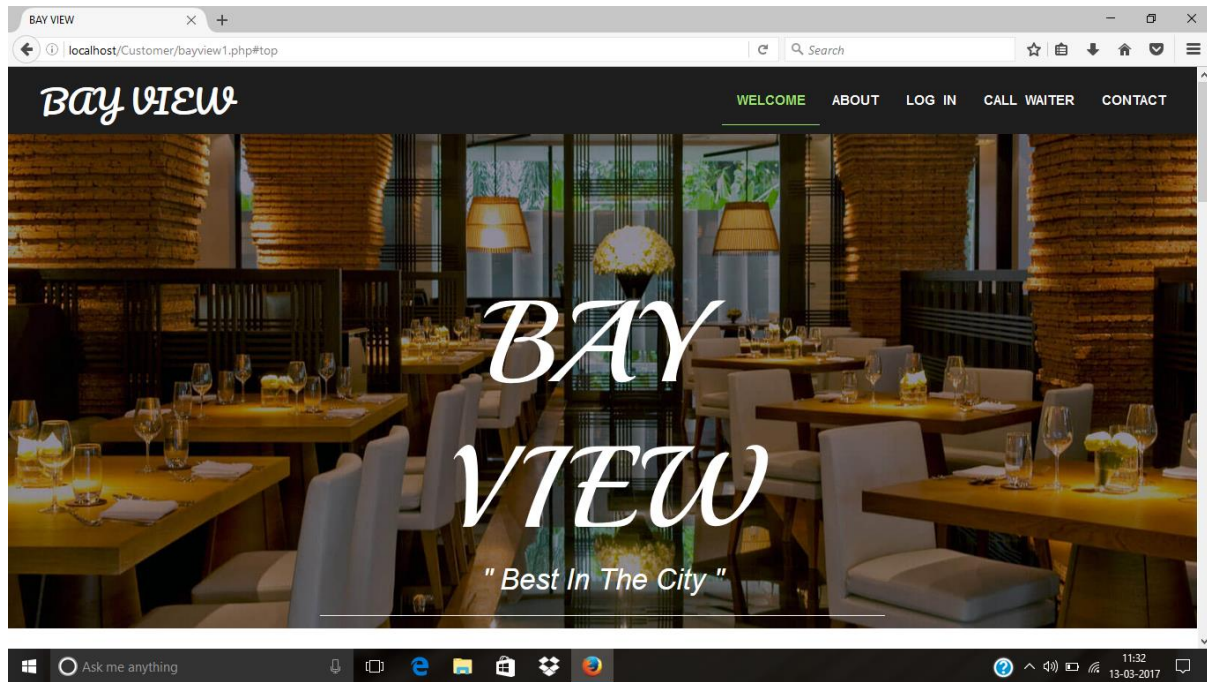 BAY VIEW
localhost/Customer/bayview1.php#top
Search
BAY VIEW
WELCOME ABOUT LOG IN CALL WAITER CONTACT
BAY
VIEW
" Best In The City "
Ask me anything
11:32
13-03-2017